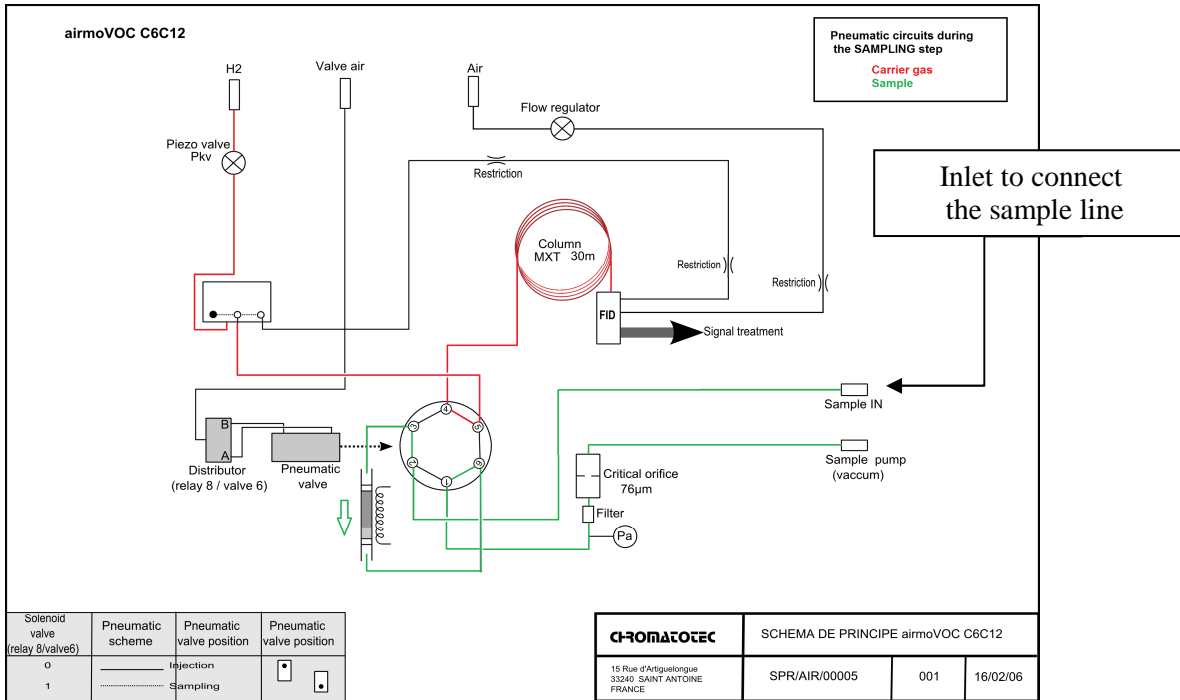 airmoVOC C6C12
Pneumatic circuits during
the SAMPLING step
Carrier gas
Sample
H2
Valve air
Air
Flow regulator
Piezo valve
Pkv
Restriction
Inlet to connect
the sample line
Column
MXT 30m
Restriction
Restriction
FID
Signal treatment
Sample IN
B
A
Distributor
(relay 8 / valve 6)
Pneumatic
valve
4
3
5
2
6
1
Sample pump
(vaccum)
Critical orifice
76µm
Filter
Pa
Solenoid
valve
(relay 8/valve6)
Pneumatic
scheme
Pneumatic
valve position
Pneumatic
valve position
0
Injection
1
Sampling
CHROMATOTEC
SCHEMA DE PRINCIPE airmoVOC C6C12
15 Rue d'Artiguelongue
33240 SAINT ANTOINE
FRANCE
SPR/AIR/00005
001
16/02/06